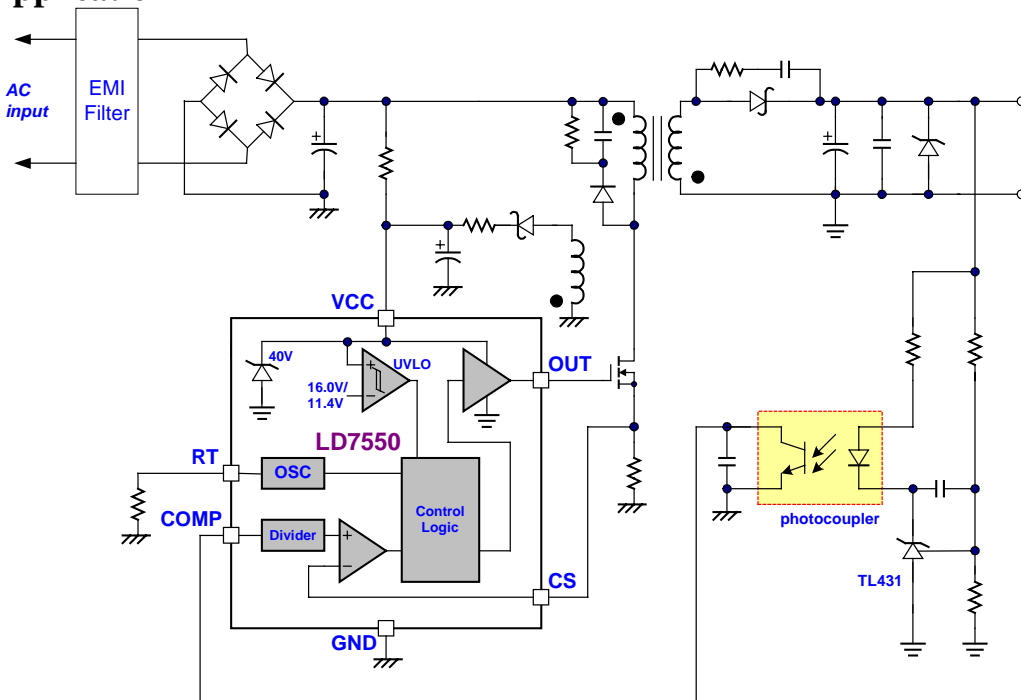 AC
input
EMI
Filter
+
+
+
VCC
40V
UVLO
+
−
16.0V/
11.4V
OUT
LD7550
RT
OSC
COMP
Divider
+
−
Control
Logic
CS
GND
photocoupler
TL431